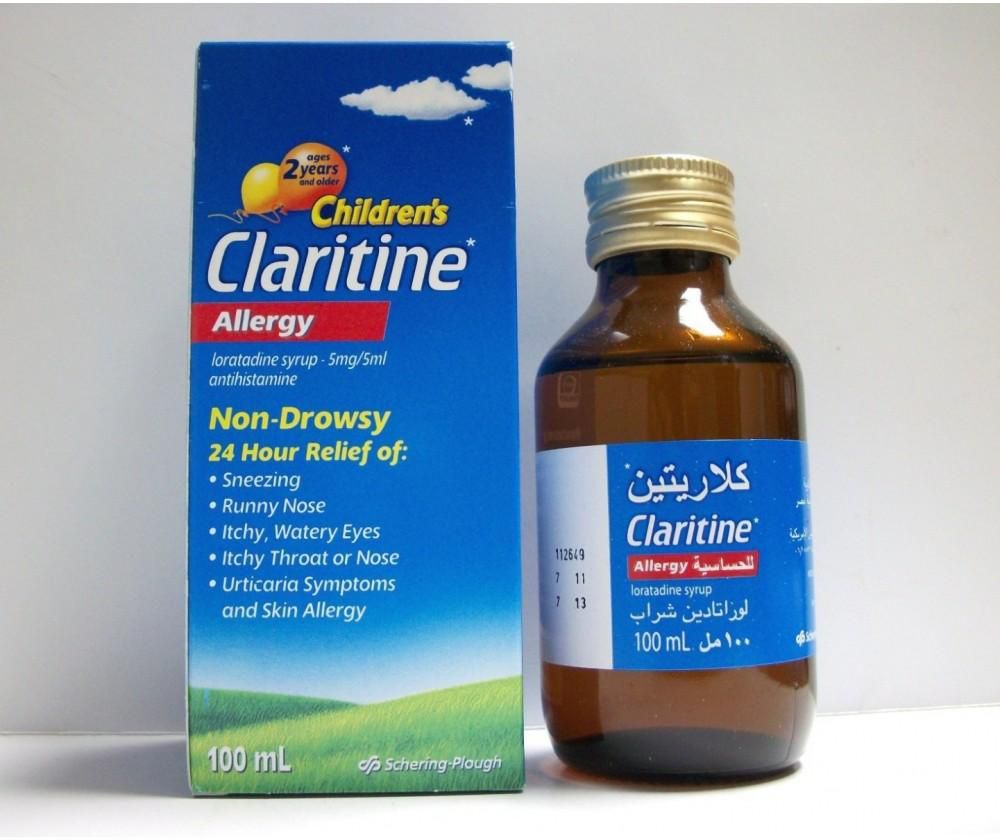 ages
2 years
and older
*
*
Children's
Claritine*
Allergy
loratadine syrup - 5mg/5ml
antihistamine
Non-Drowsy
24 Hour Relief of:
• Sneezing
• Runny Nose
• Itchy, Watery Eyes
• Itchy Throat or Nose
• Urticaria Symptoms
and Skin Allergy
100 mL
Schering-Plough
كلاريتين*
Claritine*
Allergy للحساسية
loratadine syrup
لوراتادين شراب
100 mL ١٠٠ مل
112649
7 11
7 13